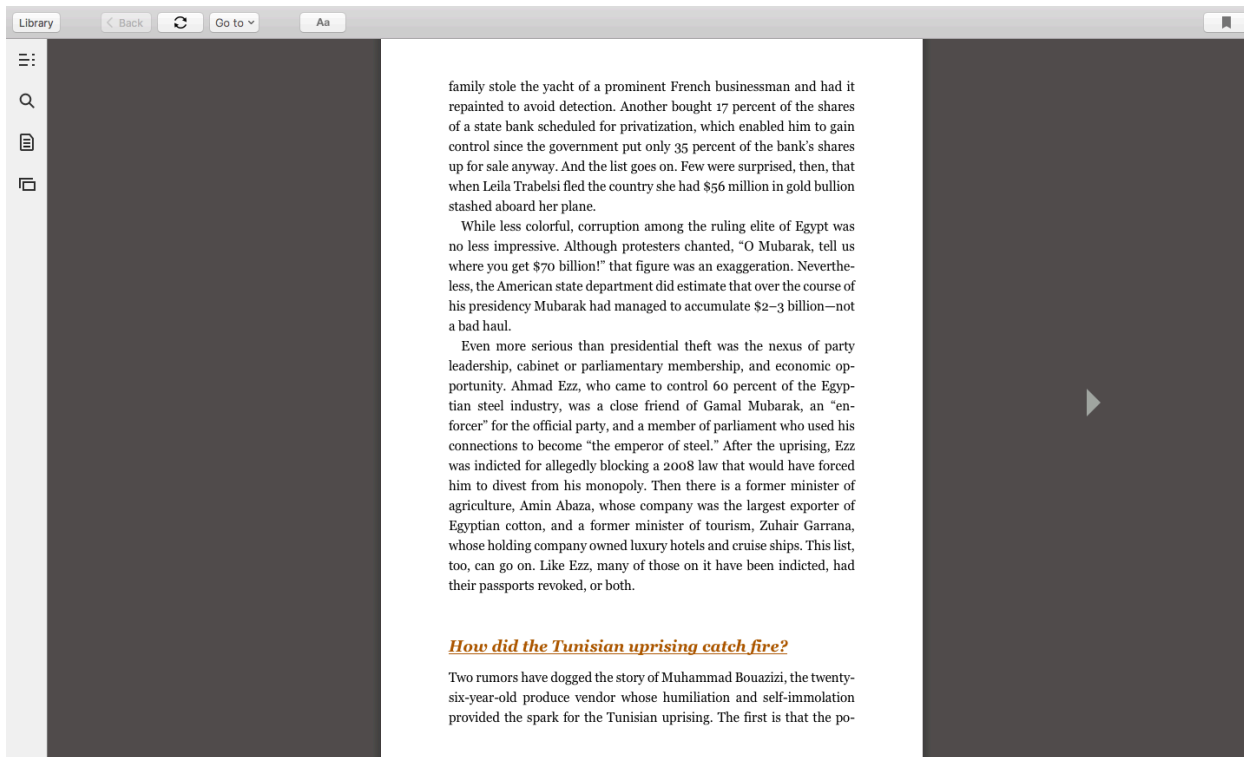 Library
Back
Go to
Aa
family stole the yacht of a prominent French businessman and had it
repainted to avoid detection. Another bought 17 percent of the shares
of a state bank scheduled for privatization, which enabled him to gain
control since the government put only 35 percent of the bank’s shares
up for sale anyway. And the list goes on. Few were surprised, then, that
when Leila Trabelsi fled the country she had $56 million in gold bullion
stashed aboard her plane.
While less colorful, corruption among the ruling elite of Egypt was
no less impressive. Although protesters chanted, “O Mubarak, tell us
where you get $70 billion!” that figure was an exaggeration. Neverthe-
less, the American state department did estimate that over the course of
his presidency Mubarak had managed to accumulate $2–3 billion—not
a bad haul.
Even more serious than presidential theft was the nexus of party
leadership, cabinet or parliamentary membership, and economic op-
portunity. Ahmad Ezz, who came to control 60 percent of the Egyp-
tian steel industry, was a close friend of Gamal Mubarak, an “en-
forcer” for the official party, and a member of parliament who used his
connections to become “the emperor of steel.” After the uprising, Ezz
was indicted for allegedly blocking a 2008 law that would have forced
him to divest from his monopoly. Then there is a former minister of
agriculture, Amin Abaza, whose company was the largest exporter of
Egyptian cotton, and a former minister of tourism, Zuhair Garrana,
whose holding company owned luxury hotels and cruise ships. This list,
too, can go on. Like Ezz, many of those on it have been indicted, had
their passports revoked, or both.
How did the Tunisian uprising catch fire?
Two rumors have dogged the story of Muhammad Bouazizi, the twenty-
six-year-old produce vendor whose humiliation and self-immolation
provided the spark for the Tunisian uprising. The first is that the po-